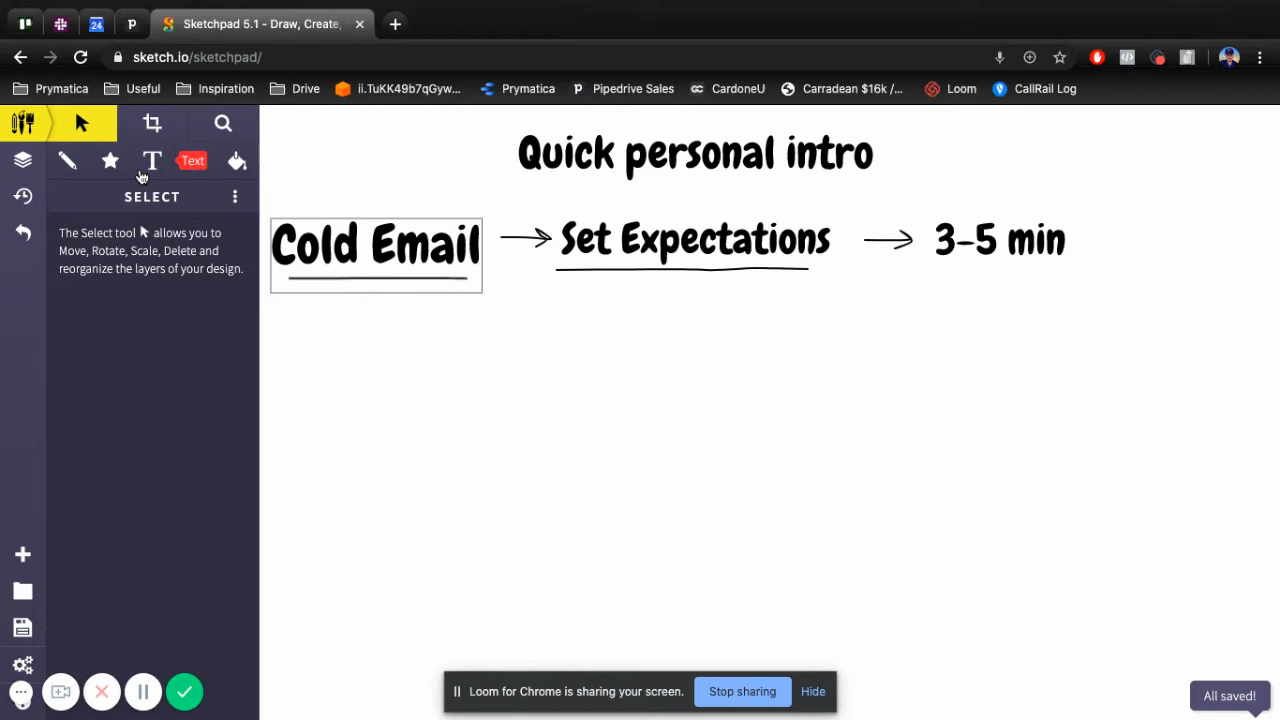 Sketchpad 5.1 - Draw, Create,
24
sketch.io/sketchpad/
Prymatica
Useful
Inspiration
Drive
ii.TuKK49b7qGyw...
Prymatica
Pipedrive Sales
CardoneU
Carradean $16k /...
Loom
CallRail Log
T
Text
SELECT
The Select tool allows you to
Move, Rotate, Scale, Delete and
reorganize the layers of your design.
Quick personal intro
Cold Email
Set Expectations
3-5 min
Loom for Chrome is sharing your screen.
Stop sharing
Hide
All saved!